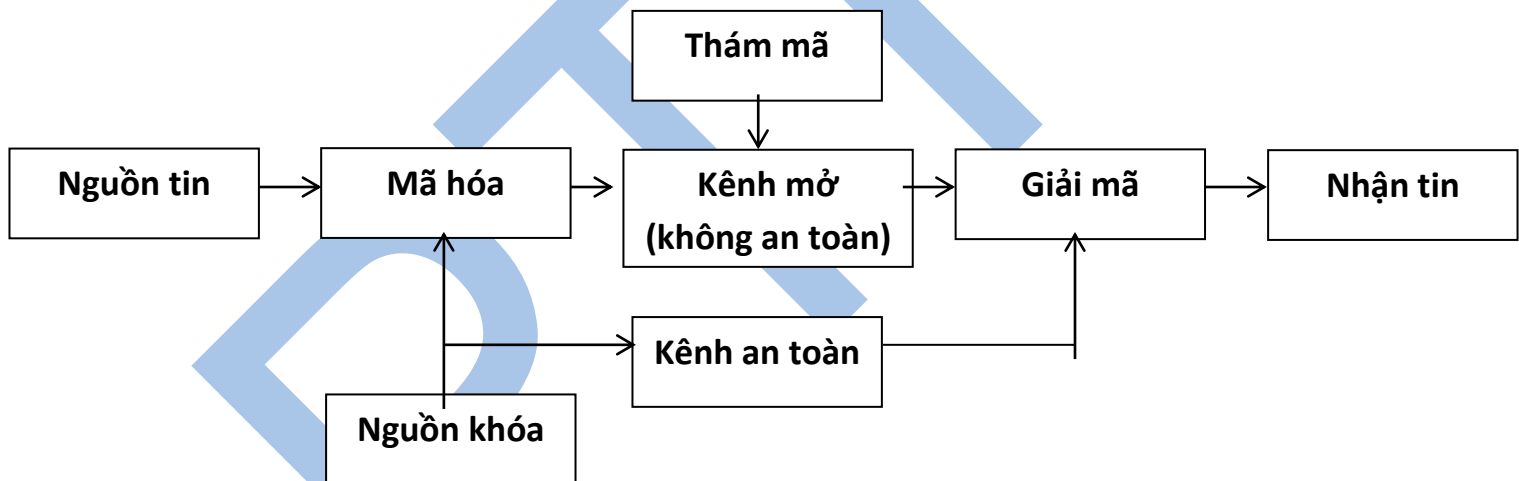 Thám mã
Nguồn tin
Mã hóa
Kênh mở
(không an toàn)
Giải mã
Nhận tin
Kênh an toàn
Nguồn khóa